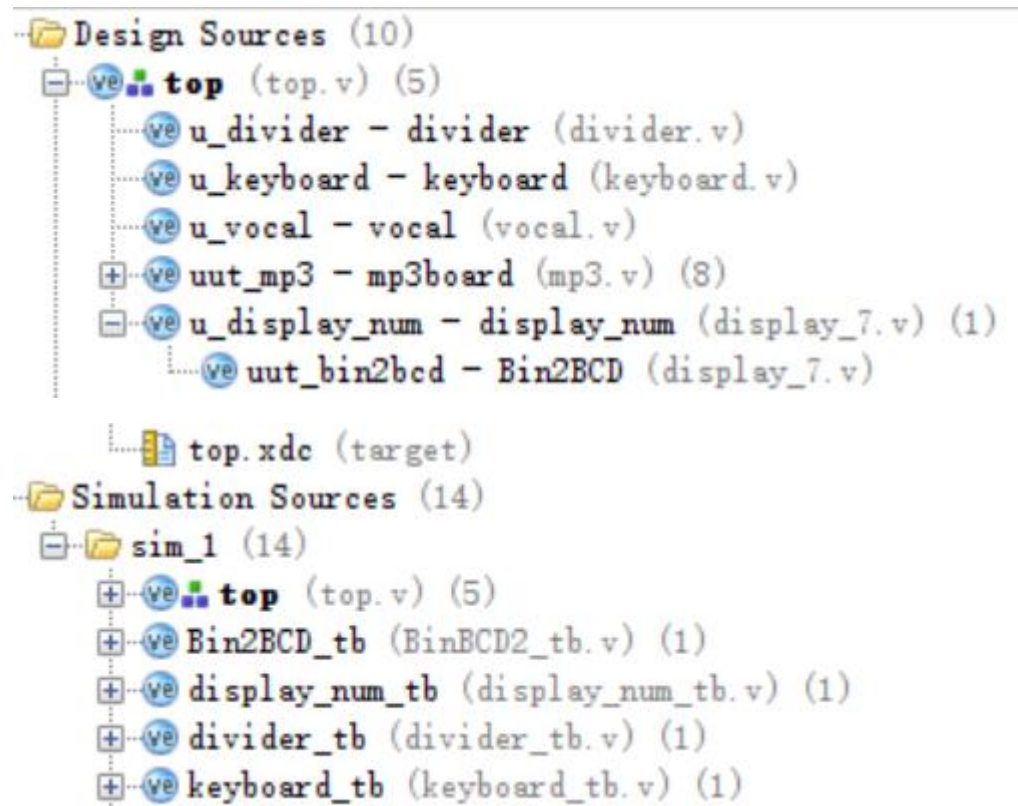 Design Sources (10)
top (top.v) (5)
u_divider - divider (divider.v)
u_keyboard - keyboard (keyboard.v)
u_vocal - vocal (vocal.v)
uut_mp3 - mp3board (mp3.v) (8)
u_display_num - display_num (display_7.v) (1)
uut_bin2bcd - Bin2BCD (display_7.v)
top.xdc (target)
Simulation Sources (14)
sim_1 (14)
top (top.v) (5)
Bin2BCD_tb (BinBCD2_tb.v) (1)
display_num_tb (display_num_tb.v) (1)
divider_tb (divider_tb.v) (1)
keyboard_tb (keyboard_tb.v) (1)